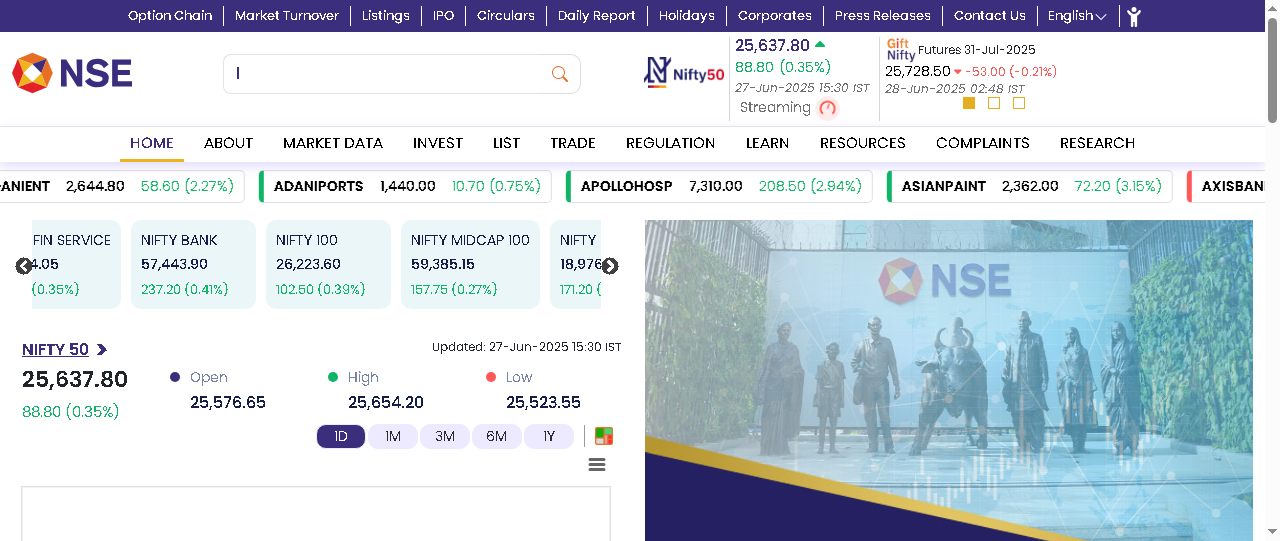 Option Chain Market Turnover Listings IPO Circulars Daily Report Holidays Corporates Press Releases Contact Us English
NSE
Nifty50
25,637.80
88.80 (0.35%)
27-Jun-2025 15:30 IST
Streaming
Gift Nifty Futures 31-Jul-2025
25,728.50 -53.00 (-0.21%)
28-Jun-2025 02:48 IST
HOME ABOUT MARKET DATA INVEST LIST TRADE REGULATION LEARN RESOURCES COMPLAINTS RESEARCH
ANIENT 2,644.80 58.60 (2.27%) ADANIPORTS 1,440.00 10.70 (0.75%) APOLLOHOSP 7,310.00 208.50 (2.94%) ASIANPAINT 2,362.00 72.20 (3.15%) AXISBAN
FIN SERVICE NIFTY BANK NIFTY 100 NIFTY MIDCAP 100 NIFTY
4.05 57,443.90 26,223.60 59,385.15 18,976
(0.35%) 237.20 (0.41%) 102.50 (0.39%) 157.75 (0.27%) 171.20 (
NSE
NIFTY 50
Updated: 27-Jun-2025 15:30 IST
25,637.80 Open High Low
88.80 (0.35%) 25,576.65 25,654.20 25,523.55
1D 1M 3M 6M 1Y